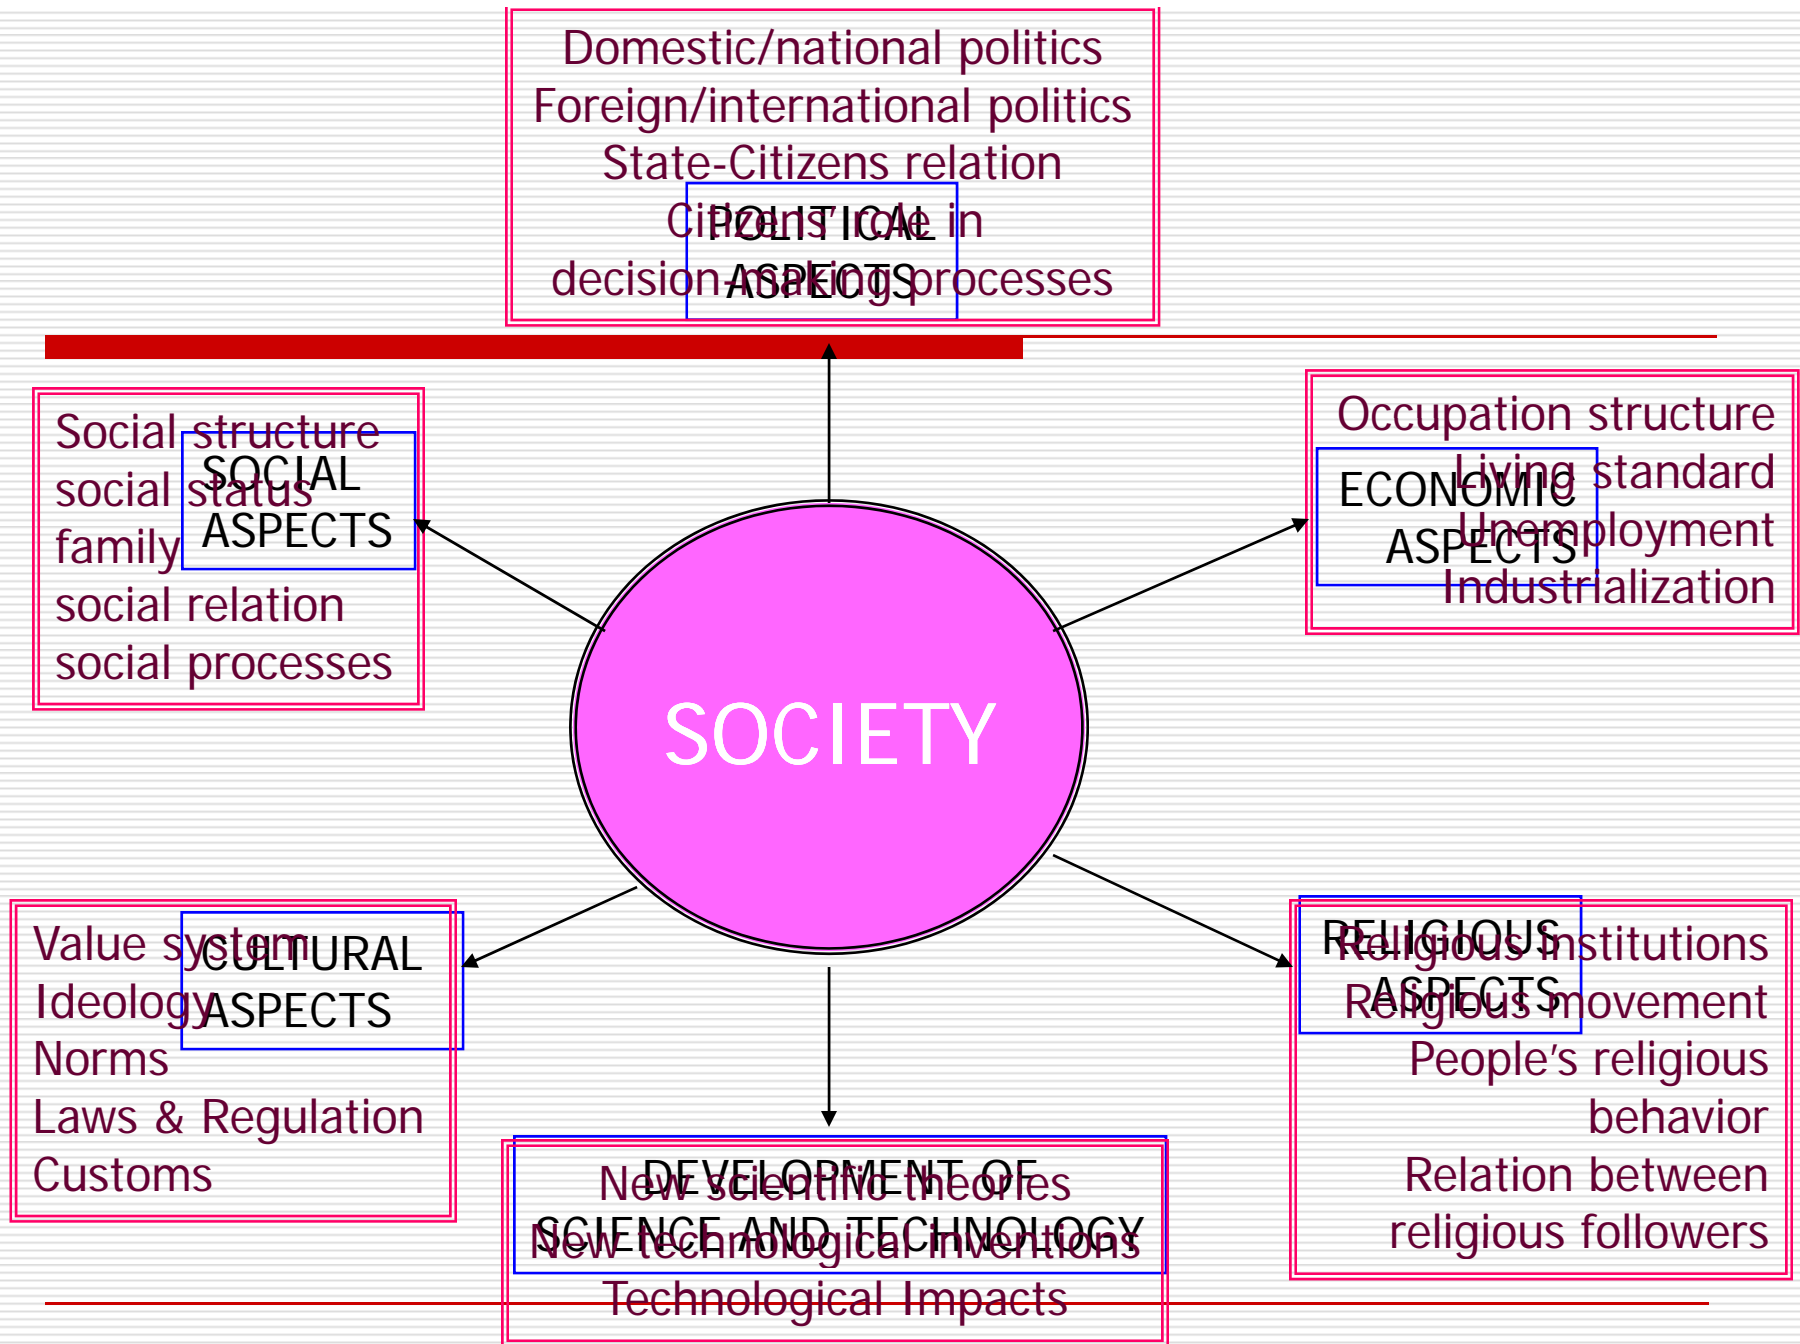 Domestic/national politics
Foreign/international politics
State-Citizens relation
Citizens’ role in
decision-making processes
POLITICAL
ASPECTS
Social structure
social status
family
social relation
social processes
SOCIAL
ASPECTS
Occupation structure
Living standard
Unemployment
Industrialization
ECONOMIC
ASPECTS
SOCIETY
Value system
Ideology
Norms
Laws & Regulation
Customs
CULTURAL
ASPECTS
Religious institutions
Religious movement
People’s religious
behavior
Relation between
religious followers
RELIGIOUS
ASPECTS
DEVELOPMENT OF
SCIENCE AND TECHNOLOGY
New scientific theories
New technological inventions
Technological Impacts